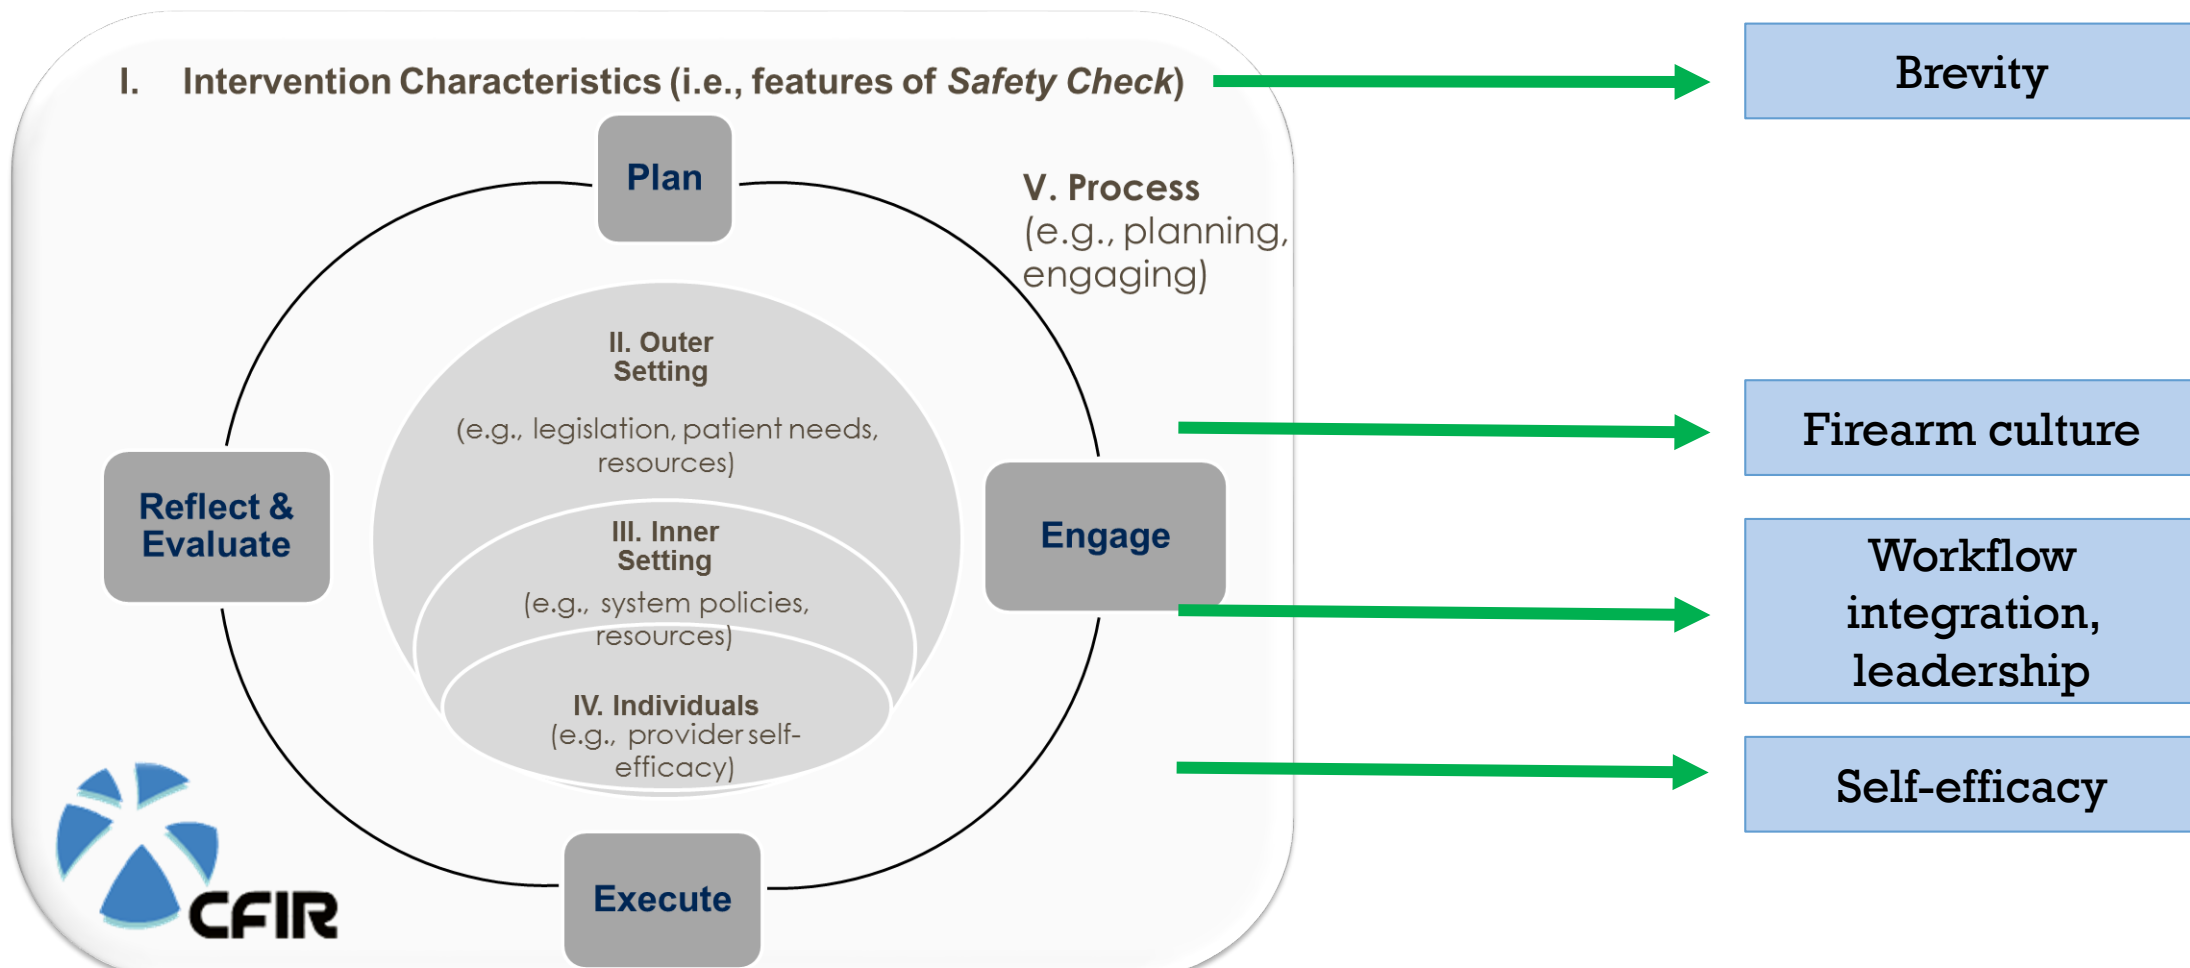 I. Intervention Characteristics (i.e., features of Safety Check)
Brevity
Plan
V. Process
(e.g., planning,
engaging)
II. Outer
Setting
(e.g., legislation, patient needs,
resources)
Firearm culture
Reflect &
Evaluate
III. Inner
Setting
(e.g., system policies,
resources)
Engage
Workflow
integration,
leadership
IV. Individuals
(e.g., provider self-
efficacy)
Self-efficacy
Execute
CFIR